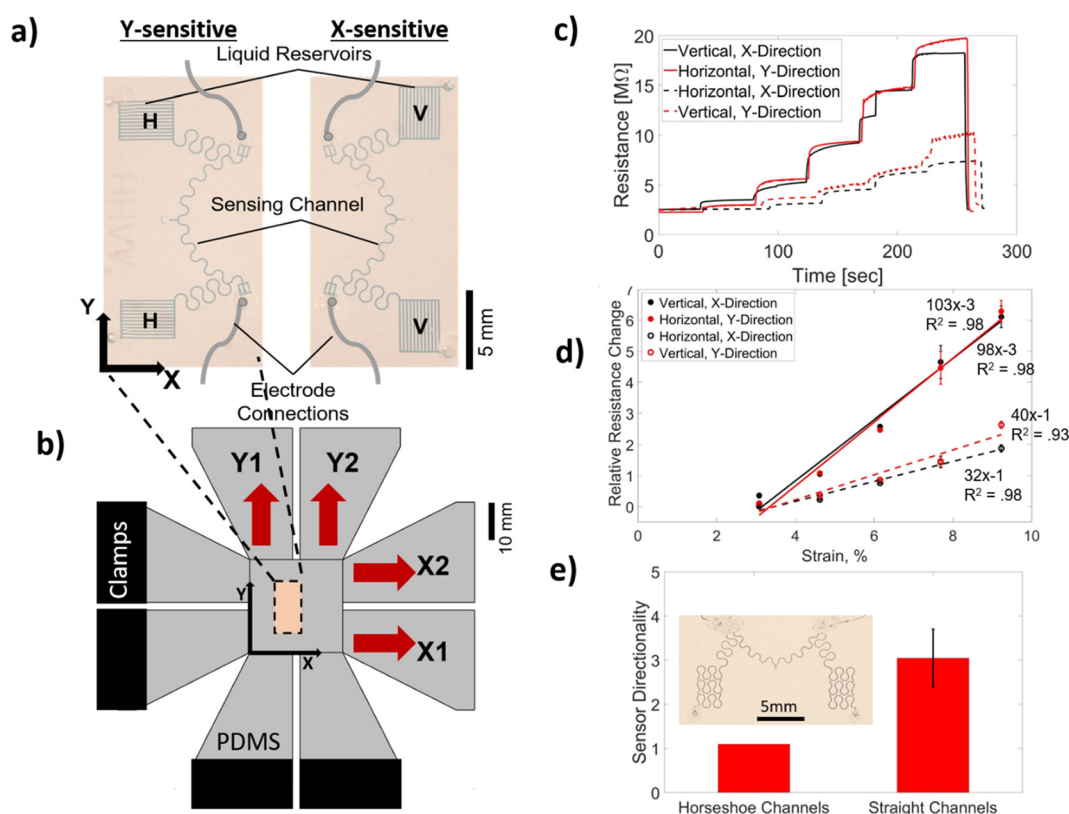 a)
Y-sensitive
X-sensitive
Liquid Reservoirs
H
V
Sensing Channel
H
V
Y
X
5 mm
Electrode
Connections
b)
Y1
Y2
10 mm
Clamps
X2
X1
Y
X
PDMS
c)
20
15
10
5
0
Resistance [MΩ]
Vertical, X-Direction
Horizontal, Y-Direction
Horizontal, X-Direction
Vertical, Y-Direction
0
100
200
300
Time [sec]
d)
7
6
5
4
3
2
1
0
Relative Resistance Change
Vertical, X-Direction
Horizontal, Y-Direction
Horizontal, X-Direction
Vertical, Y-Direction
103x-3
R² = .98
98x-3
R² = .98
40x-1
R² = .93
32x-1
R² = .98
0
2
4
6
8
10
Strain, %
e)
5
4
3
2
1
0
Sensor Directionality
5mm
Horseshoe Channels
Straight Channels